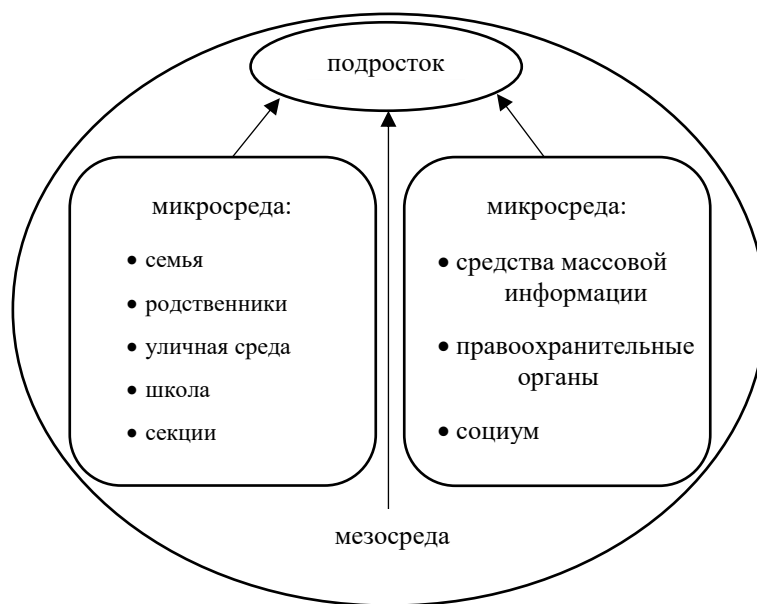 подросток
микросреда:
• семья
• родственники
• уличная среда
• школа
• секции
микросреда:
• средства массовой
информации
• правоохранительные
органы
• социум
мезосреда